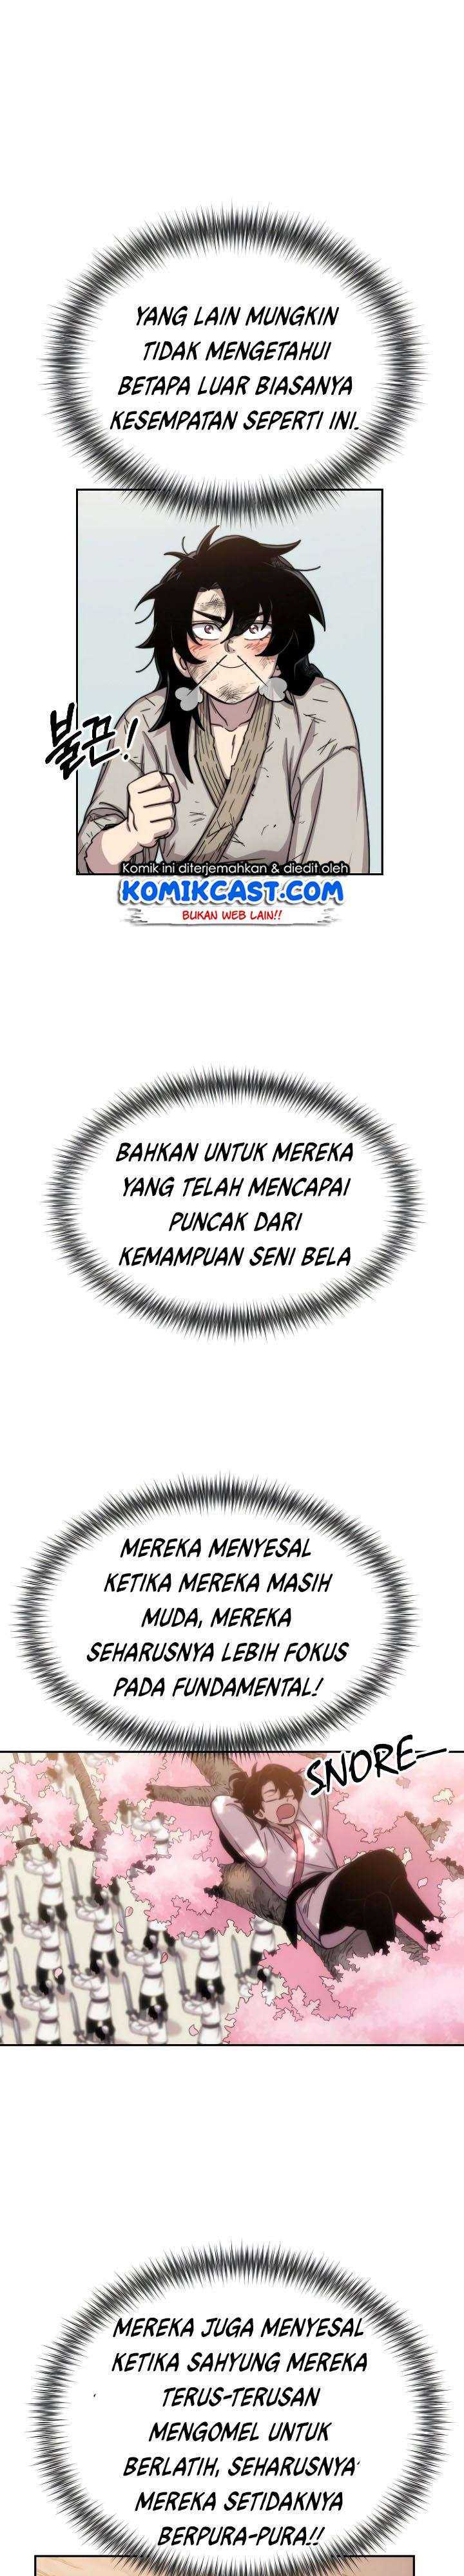 YANG LAIN MUNGKIN
TIDAK MENGETAHUI
BETAPA LUAR BIASANYA
KESEMPATAN SEPERTI INI.
불끈!
Komik ini diterjemahkan & diedit oleh
KOMIKCAST.COM
BUKAN WEB LAIN!!
BAHKAN UNTUK MEREKA
YANG TELAH MENCAPAI
PUNCAK DARI
KEMAMPUAN SENI BELA
MEREKA MENYESAL
KETIKA MEREKA MASIH
MUDA, MEREKA
SEHARUSNYA LEBIH FOKUS
PADA FUNDAMENTAL!
SNORE—
MEREKA JUGA MENYESAL
KETIKA SAHYUNG MEREKA
TERUS-TERUSAN
MENGOMEL UNTUK
BERLATIH, SEHARUSNYA
MEREKA SETIDAKNYA
BERPURA-PURA!!